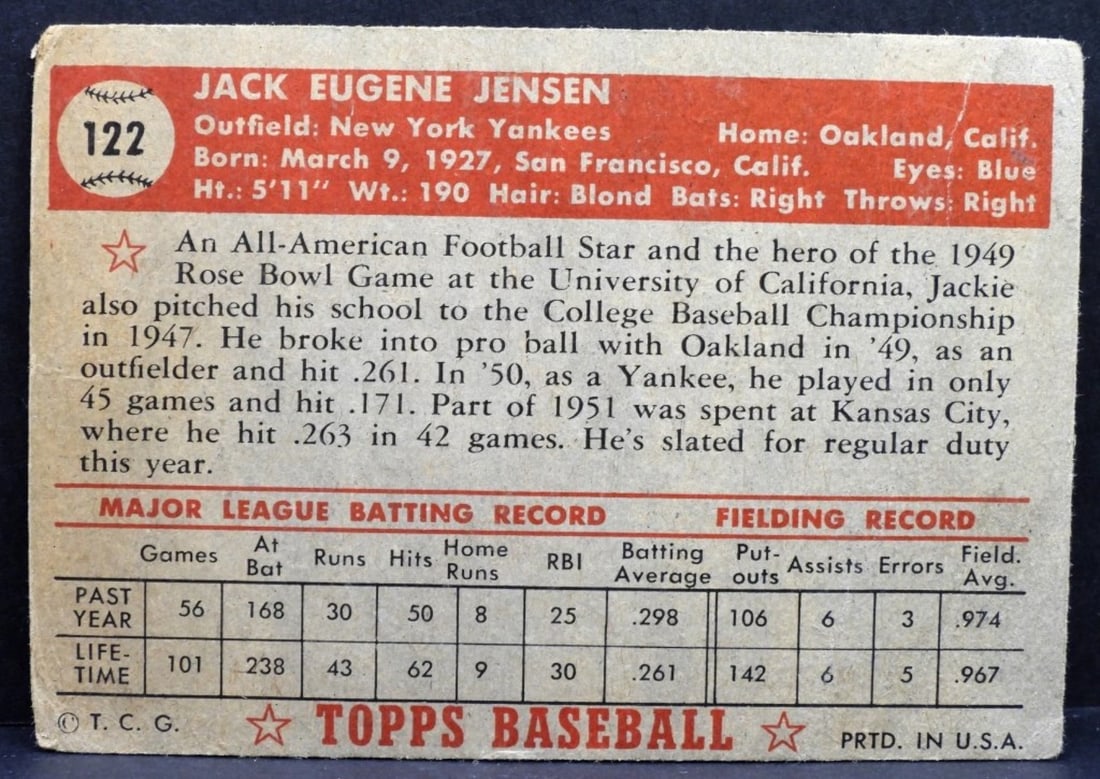 122
JACK EUGENE JENSEN
Outfield: New York Yankees Home: Oakland, Calif.
Born: March 9, 1927, San Francisco, Calif. Eyes: Blue
Ht.: 5'11" Wt.: 190 Hair: Blond Bats: Right Throws: Right
An All-American Football Star and the hero of the 1949
Rose Bowl Game at the University of California, Jackie
also pitched his school to the College Baseball Championship
in 1947. He broke into pro ball with Oakland in '49, as an
outfielder and hit .261. In '50, as a Yankee, he played in only
45 games and hit .171. Part of 1951 was spent at Kansas City,
where he hit .263 in 42 games. He's slated for regular duty
this year.
MAJOR LEAGUE BATTING RECORD FIELDING RECORD
Games At Bat Runs Hits Home Runs RBI Batting Average Put-outs Assists Errors Field. Avg.
PAST YEAR 56 168 30 50 8 25 .298 106 6 3 .974
LIFE-TIME 101 238 43 62 9 30 .261 142 6 5 .967
© T. C. G. TOPPS BASEBALL PRTD. IN U.S.A.